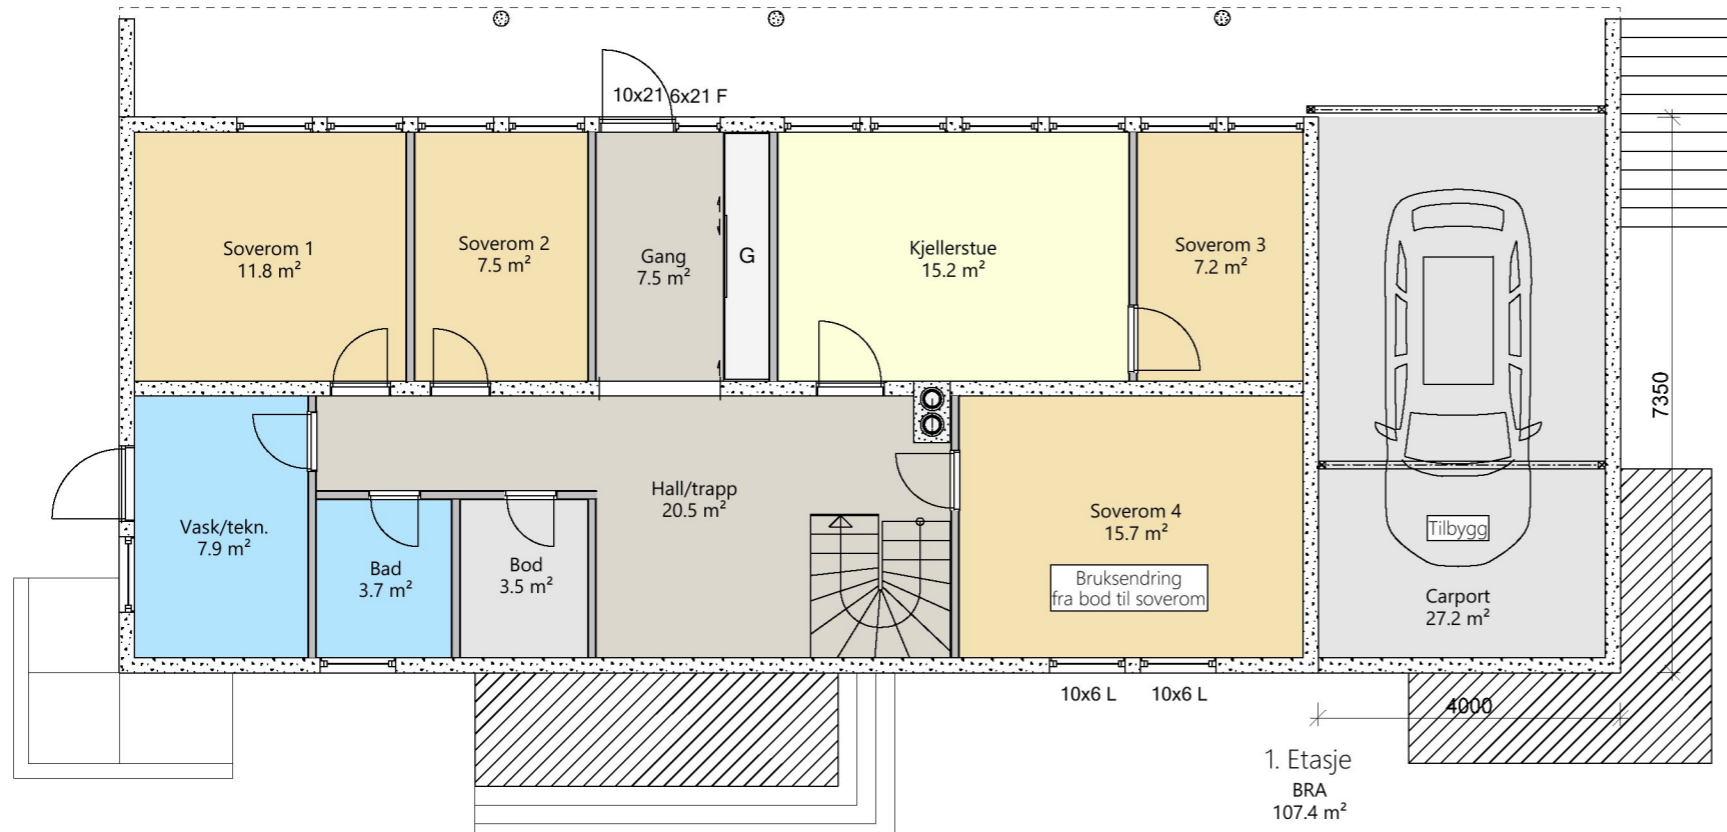 10x21 6x21 F
Soverom 1
11.8 m²
Soverom 2
7.5 m²
Gang
7.5 m²
G
Kjellerstue
15.2 m²
Soverom 3
7.2 m²
7350
Vask/tekn.
7.9 m²
Bad
3.7 m²
Bod
3.5 m²
Hall/trapp
20.5 m²
Soverom 4
15.7 m²
Bruksendring
fra bod til soverom
Tilbygg
Carport
27.2 m²
10x6 L
10x6 L
4000
1. Etasje
BRA
107.4 m²